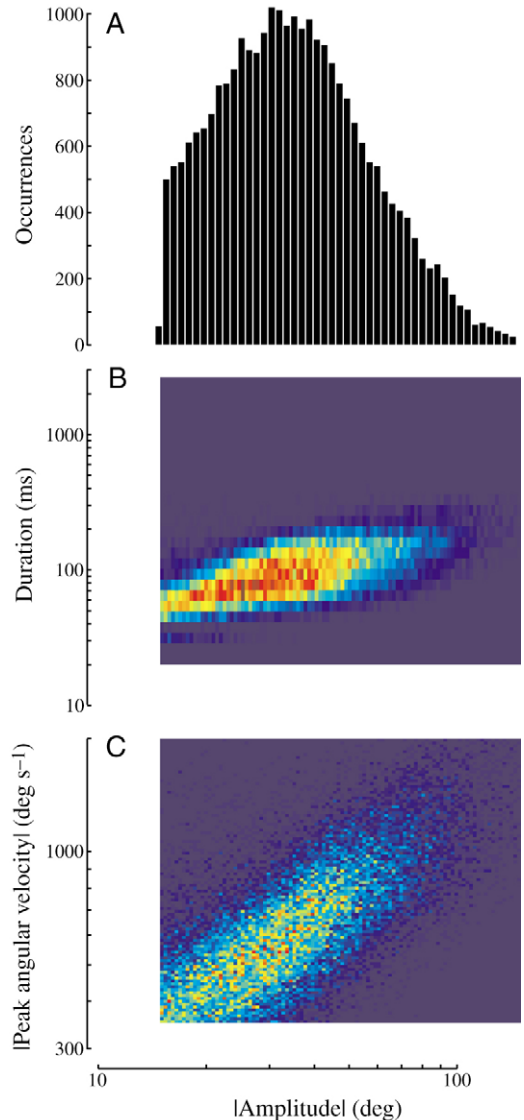 A
1000
800
600
400
200
0
Occurrences
B
1000
100
10
Duration (ms)
C
1000
300
|Peak angular velocity| (deg s⁻¹)
10
100
|Amplitude| (deg)